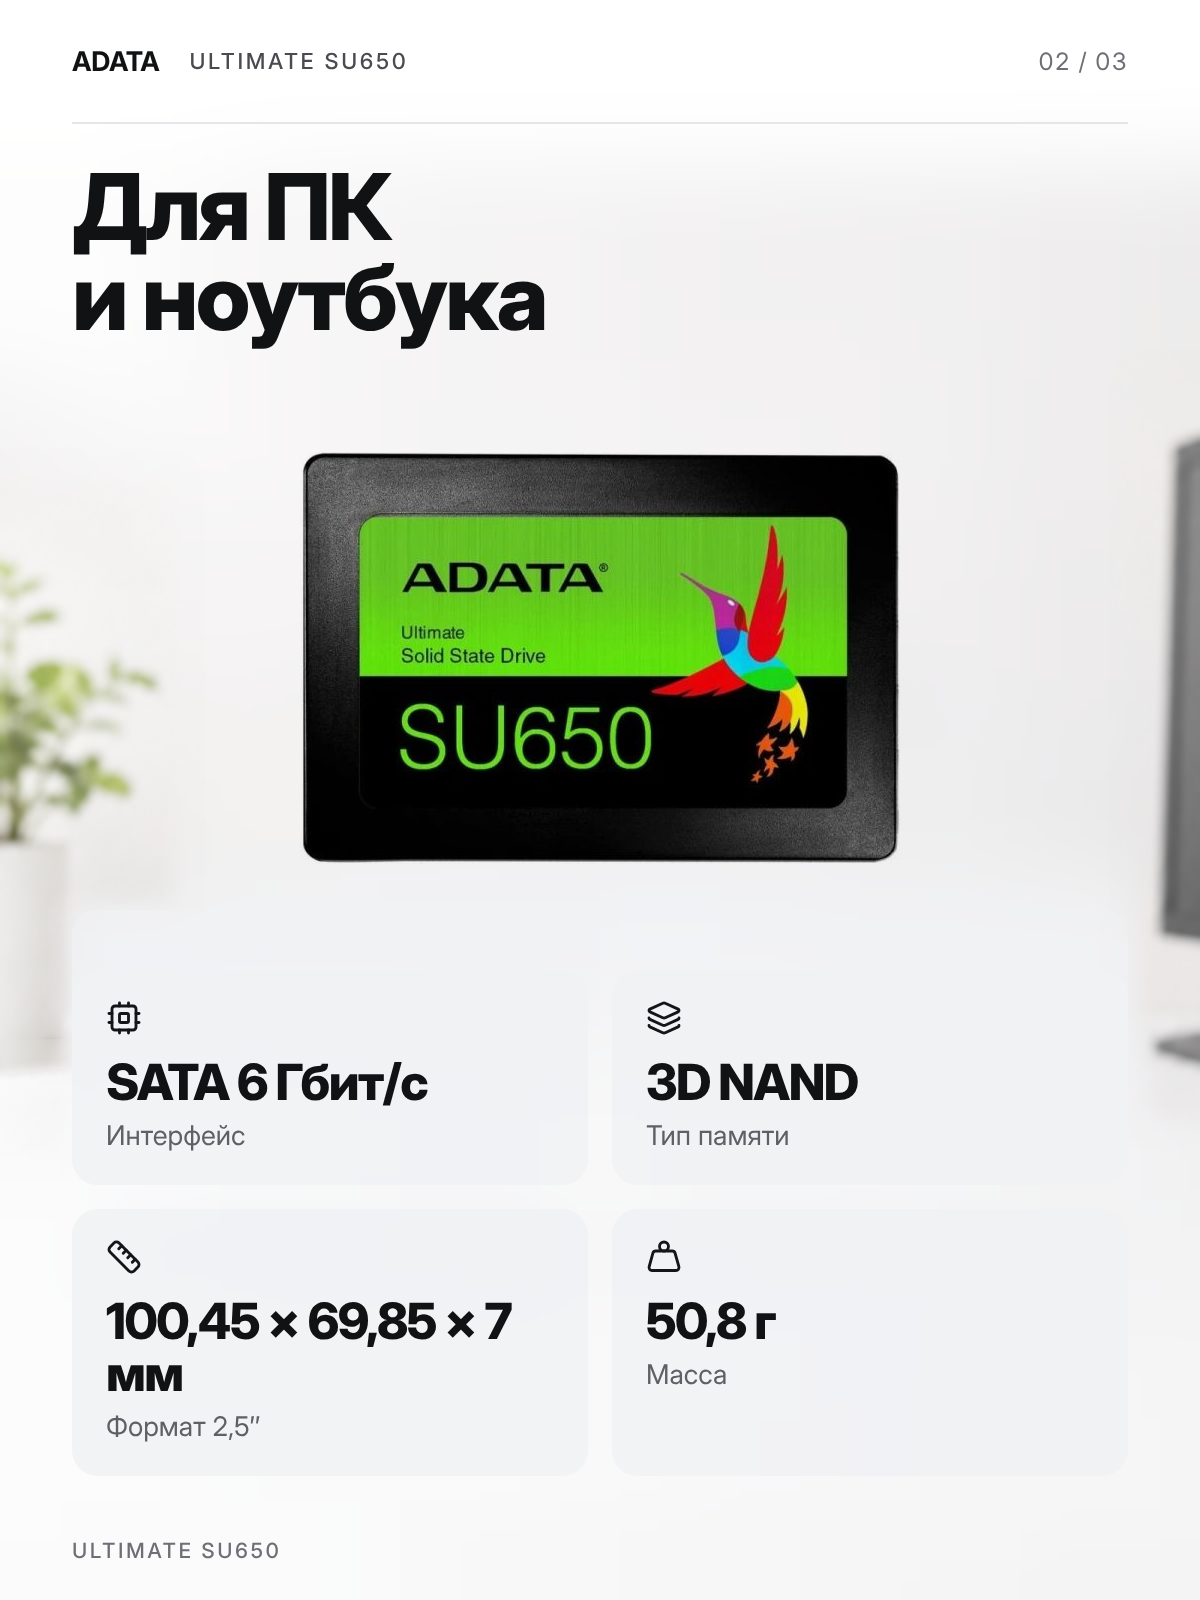 ADATA ULTIMATE SU650 02 / 03
Для ПК
и ноутбука
ADATA®
Ultimate
Solid State Drive
SU650
SATA 6 Гбит/с
Интерфейс
3D NAND
Тип памяти
100,45 × 69,85 × 7
мм
Формат 2,5″
50,8 г
Масса
ULTIMATE SU650